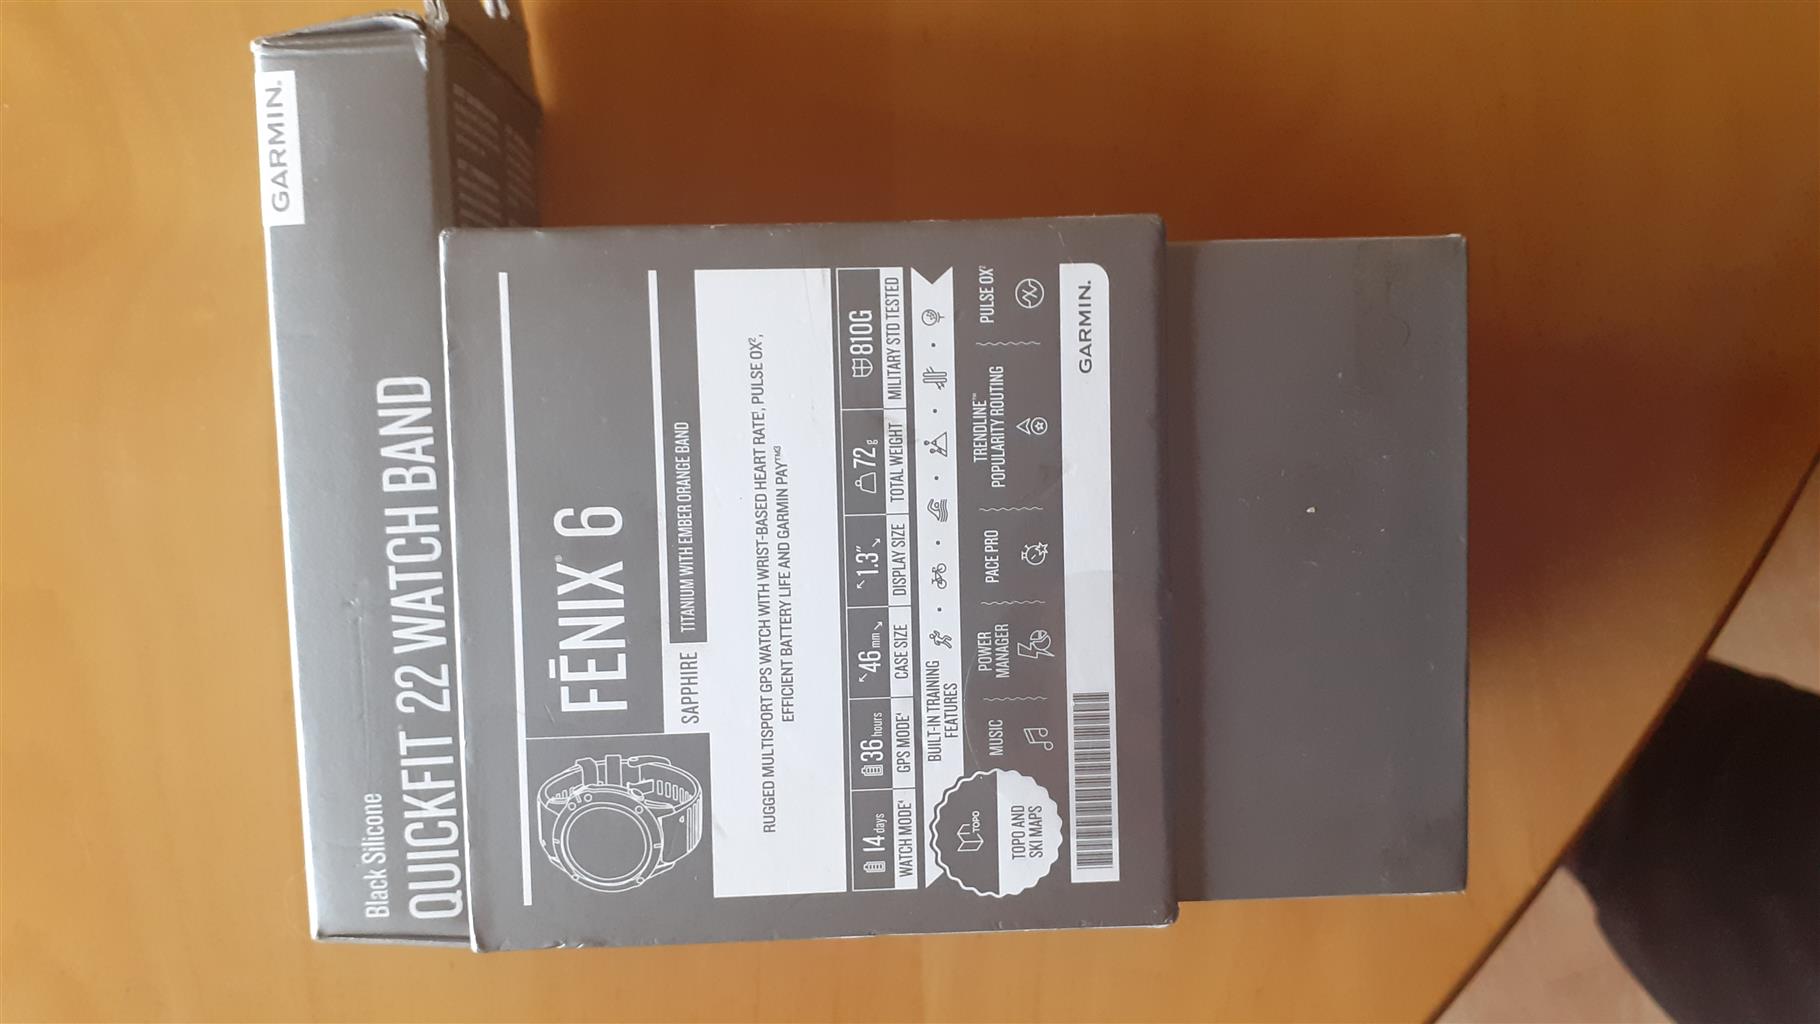 GARMIN.
Black Silicone
QUICKFIT® 22 WATCH BAND
FĒNIX® 6
SAPPHIRE
TITANIUM WITH EMBER ORANGE BAND
RUGGED MULTISPORT GPS WATCH WITH WRIST-BASED HEART RATE¹, PULSE OX²,
EFFICIENT BATTERY LIFE AND GARMIN PAY™³
14 days
WATCH MODE⁴
36 hours
GPS MODE⁴
46 mm
CASE SIZE
1.3″
DISPLAY SIZE
72 g
TOTAL WEIGHT
810G
MILITARY STD TESTED
BUILT-IN TRAINING
FEATURES
TOPO
TOPO AND
SKI MAPS
MUSIC
POWER
MANAGER
PACE PRO
TRENDLINE™
POPULARITY ROUTING
PULSE OX²
GARMIN.